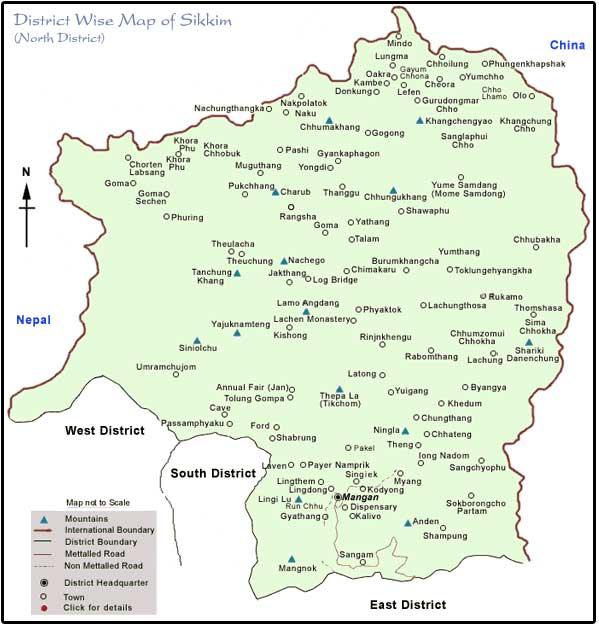 District Wise Map of Sikkim
(North District)
China
Mindo
Lungma
Chhoilung
Phungenkhapshak
Oakra
Gayum
Chhona
Yumchho
Kambe
Cheora
Donkung
Lefen
Chho
Lhamo
Olo
Nakpolatok
Gurudongmar
Chho
Nachungthangka
Naku
Chhumakhang
Khangchengyao
Khangchung
Chho
Gogong
Sanglaphui
Chho
Khora
Phu
Khora
Chhobuk
Pashi
Gyankaphagon
Chorten
Labsang
Khora
Phu
Muguthang
Yongdi
Goma
Goma
Sechen
Pukchhang
Charub
Thanggu
Chhungukhang
Yume Samdang
(Mome Samdong)
Phuring
Rangsha
Shawaphu
Goma
Yathang
Talam
Theulacha
Yumthang
Chhubakha
Theuchung
Nachego
Burumkhangcha
Tanchung
Khang
Jakthang
Chimakaru
Toklungehyangkha
Log Bridge
Lamo Angdang
Rukamo
Phyaktok
Lachungthosa
Thomshasa
Yajuknamteng
Lachen Monastery
Sima
Chhokha
Kishong
Chhumzomui
Chhokha
Siniolchu
Rinjnkhengu
Shariki
Danenchung
Rabomthang
Lachung
Umramchujom
Latong
Annual Fair (Jan)
Thepa La
(Tikchom)
Yuigang
Byangya
Tolung Gompa
Khedum
Cave
Chungthang
Passamphyaku
Ford
Ningla
Chhateng
Shabrung
Theng
Pakel
Iong Nadom
Sangchyophu
Laven
Payer Namprik
Singiek
Myang
Lingthem
Lingdong
Kodyong
Lingi Lu
Mangan
Run Chhu
Dispensary
Sokborongcho
Partam
Gyathang
Kalivo
Anden
Shampung
Sangam
Mangnok
N
Nepal
West District
South District
East District
Map not to Scale
Mountains
International Boundary
District Boundary
Mettalled Road
Non Mettalled Road
District Headquarter
Town
Click for details